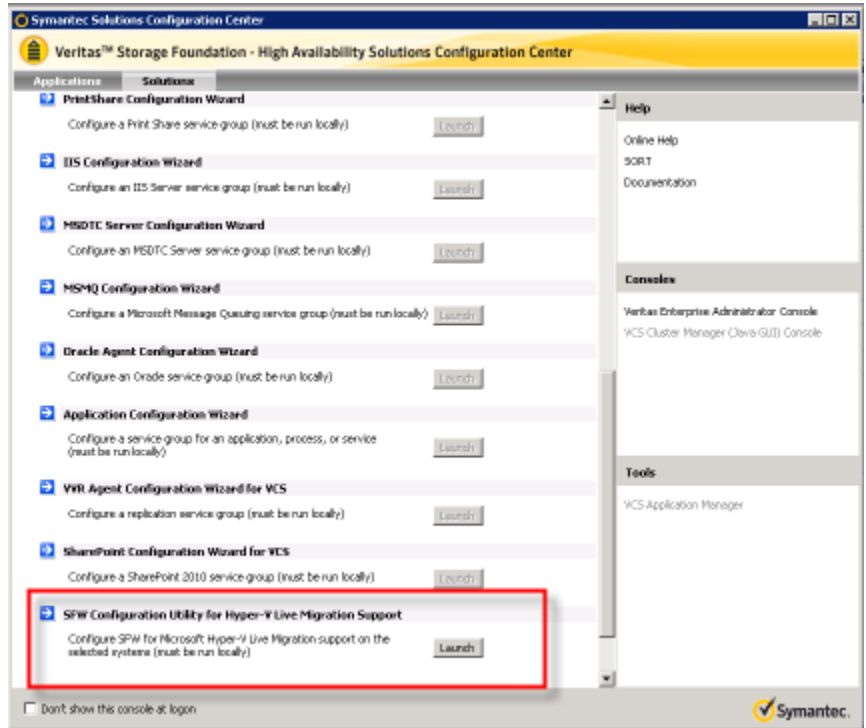 Symantec Solutions Configuration Center
Veritas™ Storage Foundation - High Availability Solutions Configuration Center
Applications
Solutions
PrintShare Configuration Wizard
Configure a Print Share service group (must be run locally)
Launch
IIS Configuration Wizard
Configure an IIS Server service group (must be run locally)
Launch
MSDTC Server Configuration Wizard
Configure an MSDTC Server service group (must be run locally)
Launch
MSMQ Configuration Wizard
Configure a Microsoft Message Queuing service group (must be run locally)
Launch
Oracle Agent Configuration Wizard
Configure an Oracle service group (must be run locally)
Launch
Application Configuration Wizard
Configure a service group for an application, process, or service
(must be run locally)
Launch
VVR Agent Configuration Wizard for VCS
Configure a replication service group (must be run locally)
Launch
SharePoint Configuration Wizard for VCS
Configure a SharePoint 2010 service group (must be run locally)
Launch
SFW Configuration Utility for Hyper-V Live Migration Support
Configure SFW for Microsoft Hyper-V Live Migration support on the
selected systems (must be run locally)
Launch
Help
Online Help
SORT
Documentation
Consoles
Veritas Enterprise Administrator Console
VCS Cluster Manager (Java GUI) Console
Tools
VCS Application Manager
Don't show this console at logon
Symantec.